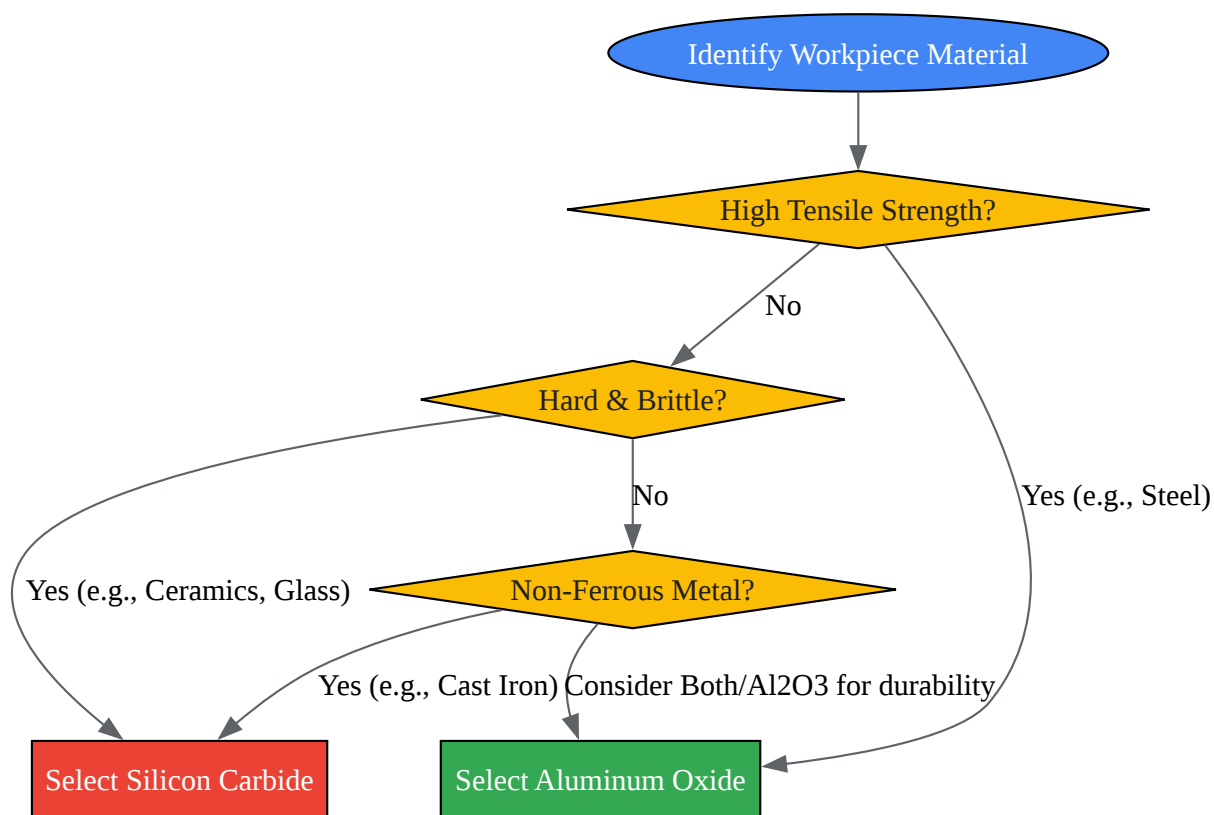 Identify Workpiece Material
High Tensile Strength?
No
Hard & Brittle?
No
Yes (e.g., Steel)
Yes (e.g., Ceramics, Glass)
Non-Ferrous Metal?
Yes (e.g., Cast Iron)
Consider Both/Al2O3 for durability
Select Silicon Carbide
Select Aluminum Oxide